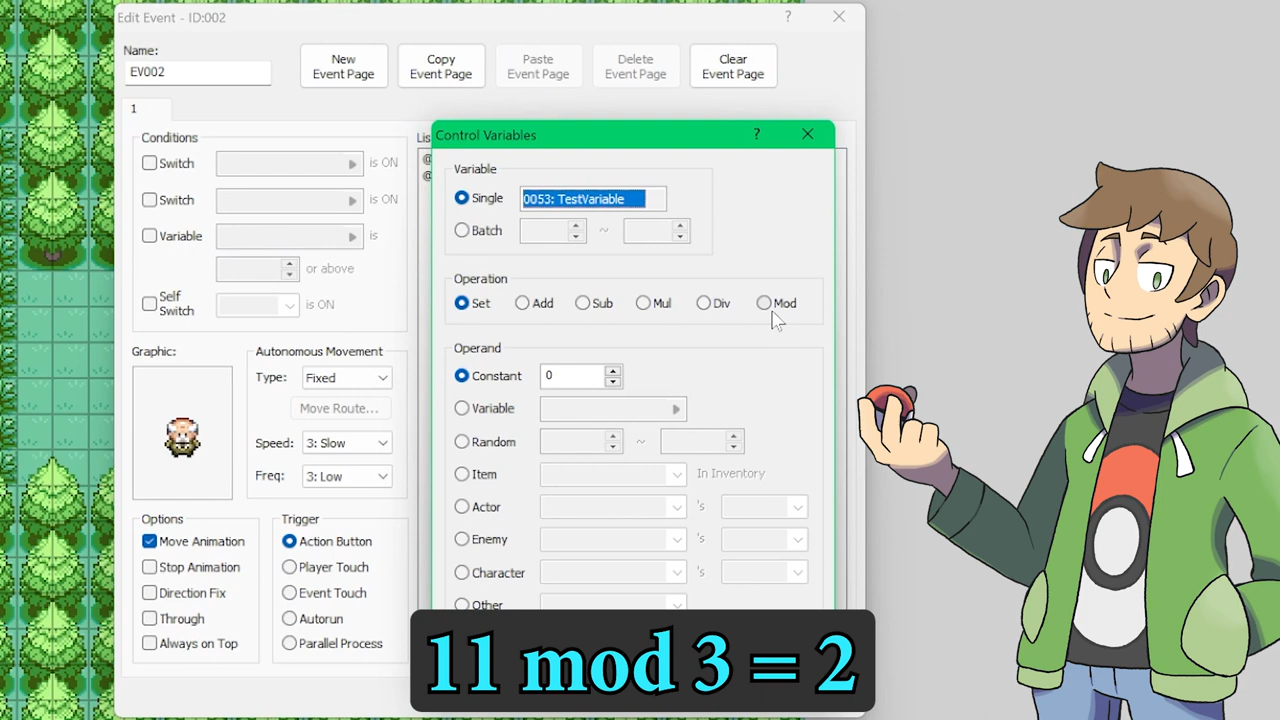 Edit Event - ID:002
?
Name:
EV002
New
Event Page
Copy
Event Page
Paste
Event Page
Delete
Event Page
Clear
Event Page
1
Conditions
Switch
is ON
Switch
is ON
Variable
is
or above
Self
Switch
is ON
Graphic:
Autonomous Movement
Type:
Fixed
Move Route...
Speed:
3: Slow
Freq:
3: Low
Options
Move Animation
Stop Animation
Direction Fix
Through
Always on Top
Trigger
Action Button
Player Touch
Event Touch
Autorun
Parallel Process
Lis
@
@
Control Variables
?
Variable
Single
0053: TestVariable
Batch
~
Operation
Set
Add
Sub
Mul
Div
Mod
Operand
Constant
0
Variable
Random
~
Item
In Inventory
Actor
's
Enemy
's
Character
's
Other
11 mod 3 = 2